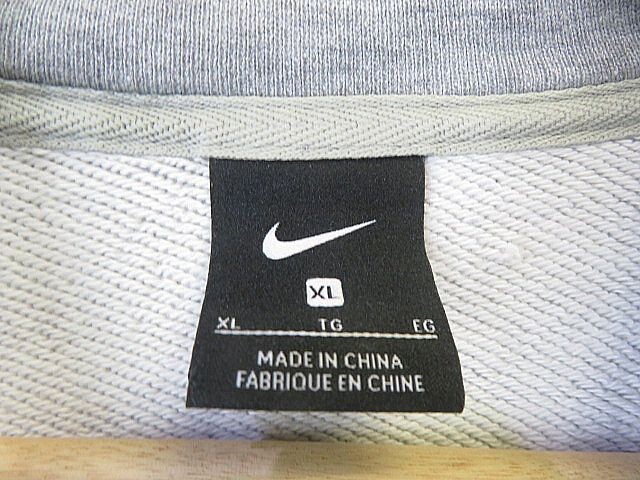 XL
XL TG EG
MADE IN CHINA
FABRIQUE EN CHINE